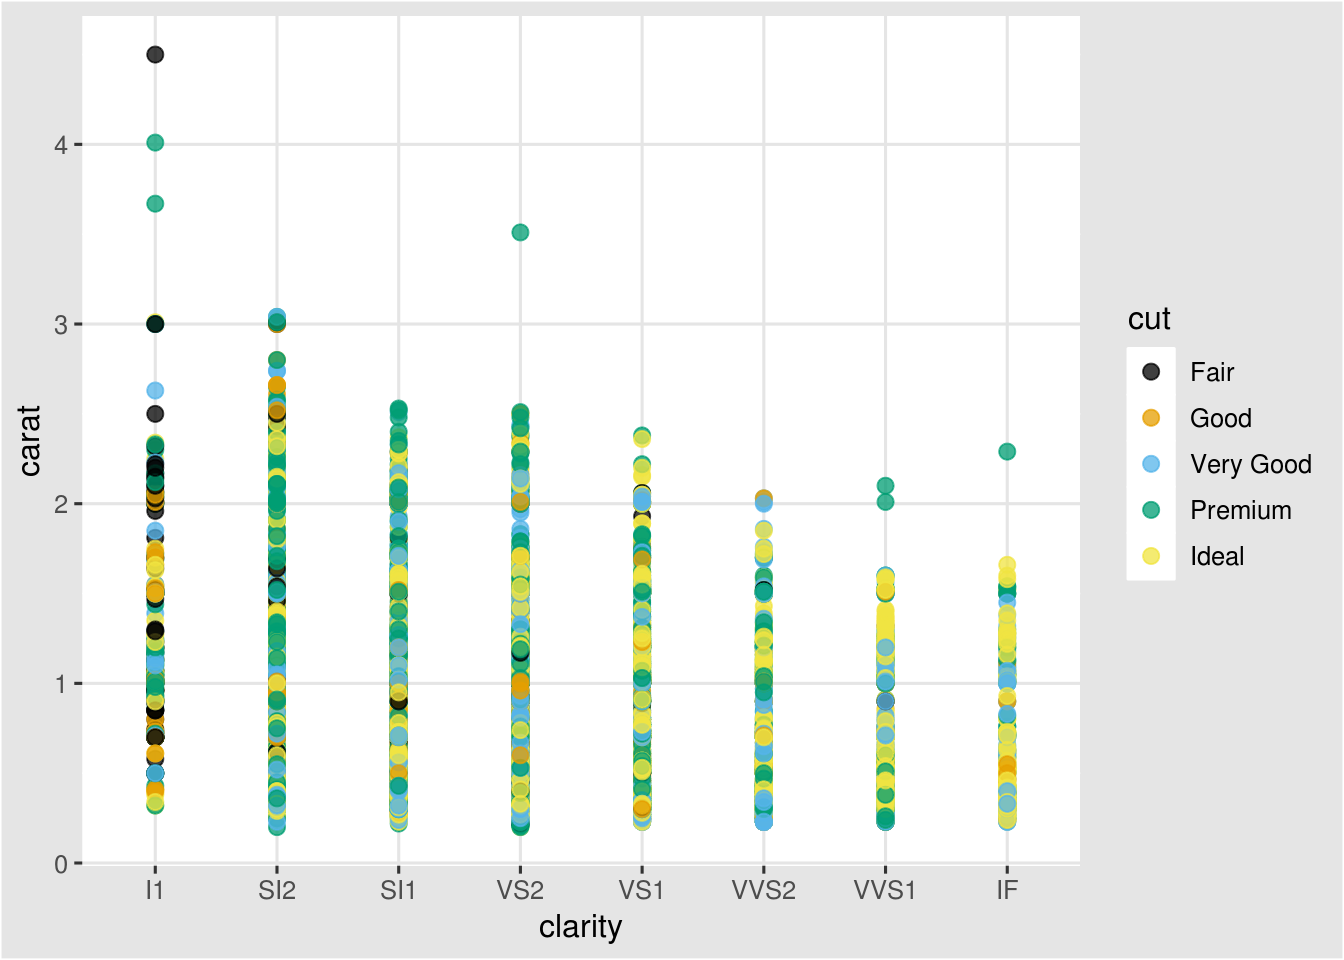 carat
4
3
2
1
0
I1 SI2 SI1 VS2 VS1 VVS2 VVS1 IF
clarity
cut
Fair
Good
Very Good
Premium
Ideal